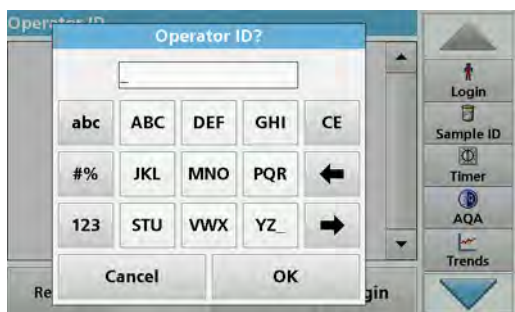 Operator ID
Operator ID?
_
abc ABC DEF GHI CE
#% JKL MNO PQR
123 STU VWX YZ_
Cancel OK
Re
gin
Login
Sample ID
Timer
AQA
Trends